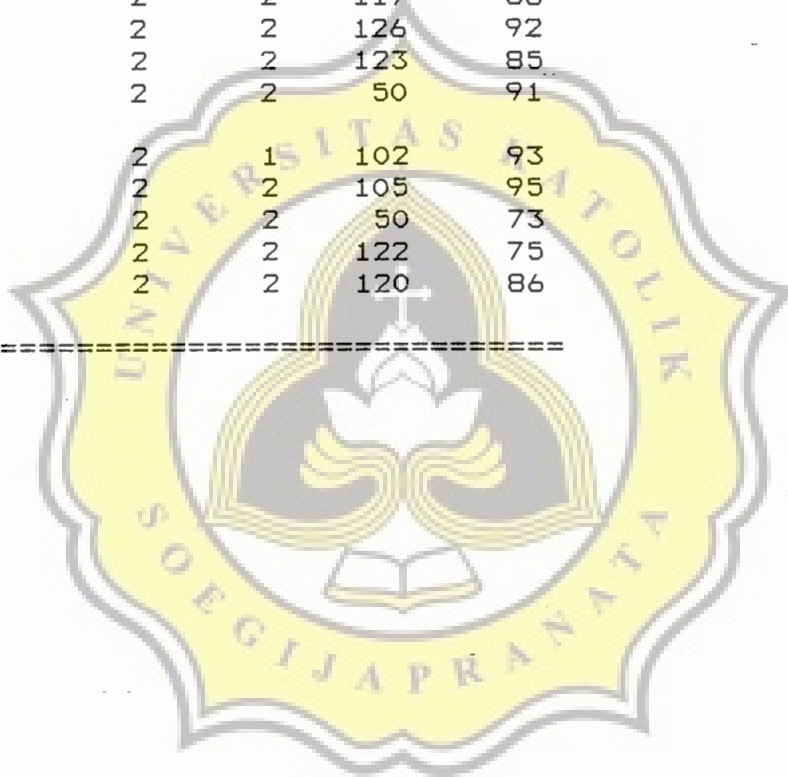 2 2 126 92
2 2 123 85
2 2 50 91
2 1 102 93
2 2 105 95
2 2 50 73
2 2 122 75
2 2 120 86
====================================
UNIVERSITAS KATOLIK
SOEGIJAPRANATA